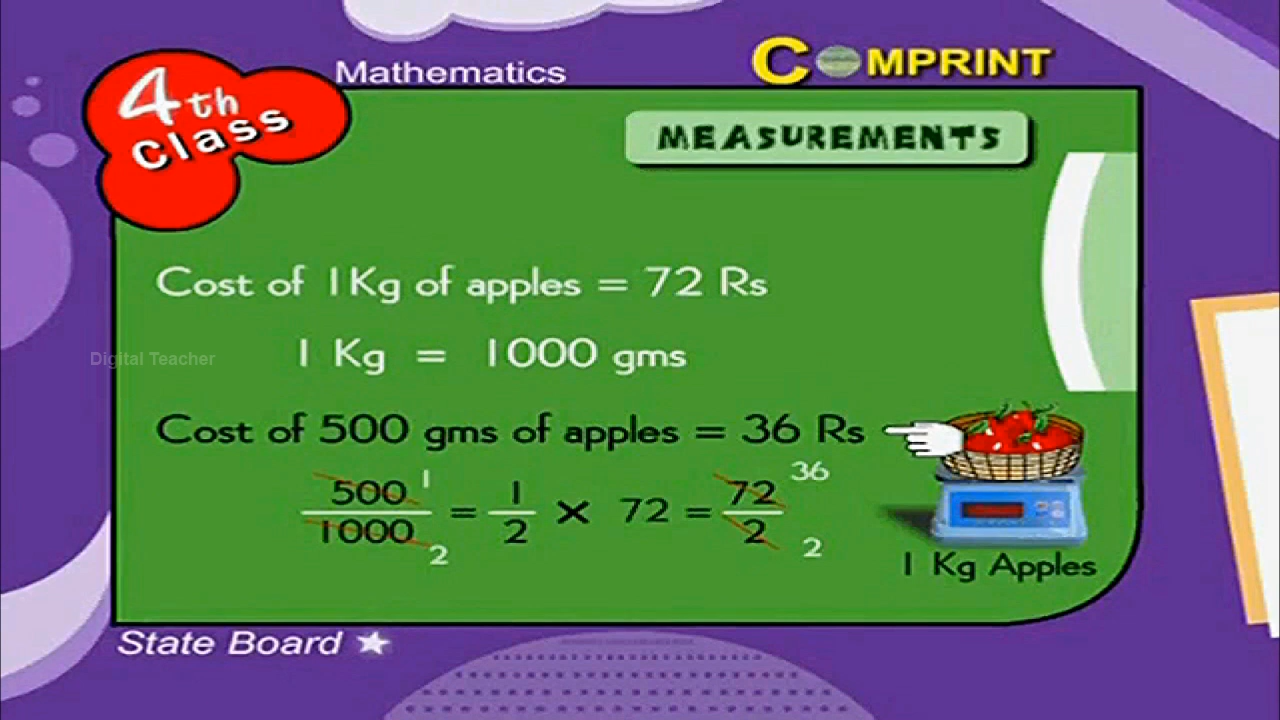 Mathematics
COMPRINT
4th
Class
MEASUREMENTS
Cost of 1Kg of apples = 72 Rs
1 Kg = 1000 gms
Digital Teacher
Cost of 500 gms of apples = 36 Rs
500 1 / 1000 2 = 1/2 × 72 = 72 36 / 2 2
1 Kg Apples
State Board